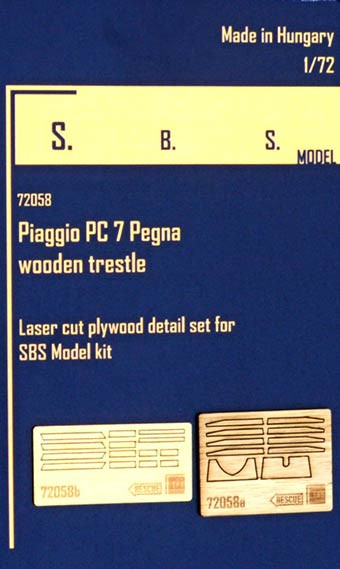 Made in Hungary
1/72
S. B. S.
MODEL
72058
Piaggio PC 7 Pegna
wooden trestle
Laser cut plywood detail set for
SBS Model kit
72058b
RESCUE
72058a
RESCUE